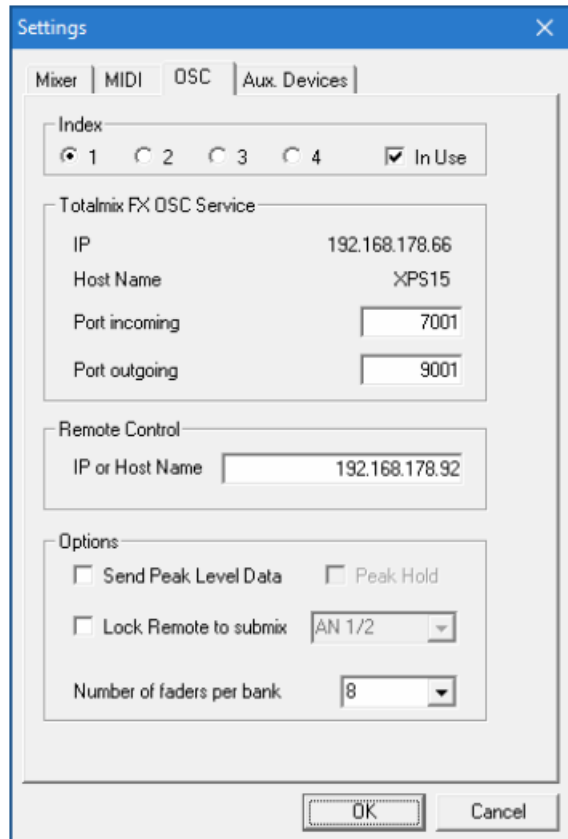 Settings
Mixer MIDI OSC Aux. Devices
Index
1 2 3 4 In Use
Totalmix FX OSC Service
IP 192.168.178.66
Host Name XPS15
Port incoming 7001
Port outgoing 9001
Remote Control
IP or Host Name 192.168.178.92
Options
Send Peak Level Data Peak Hold
Lock Remote to submix AN 1/2
Number of faders per bank 8
OK Cancel